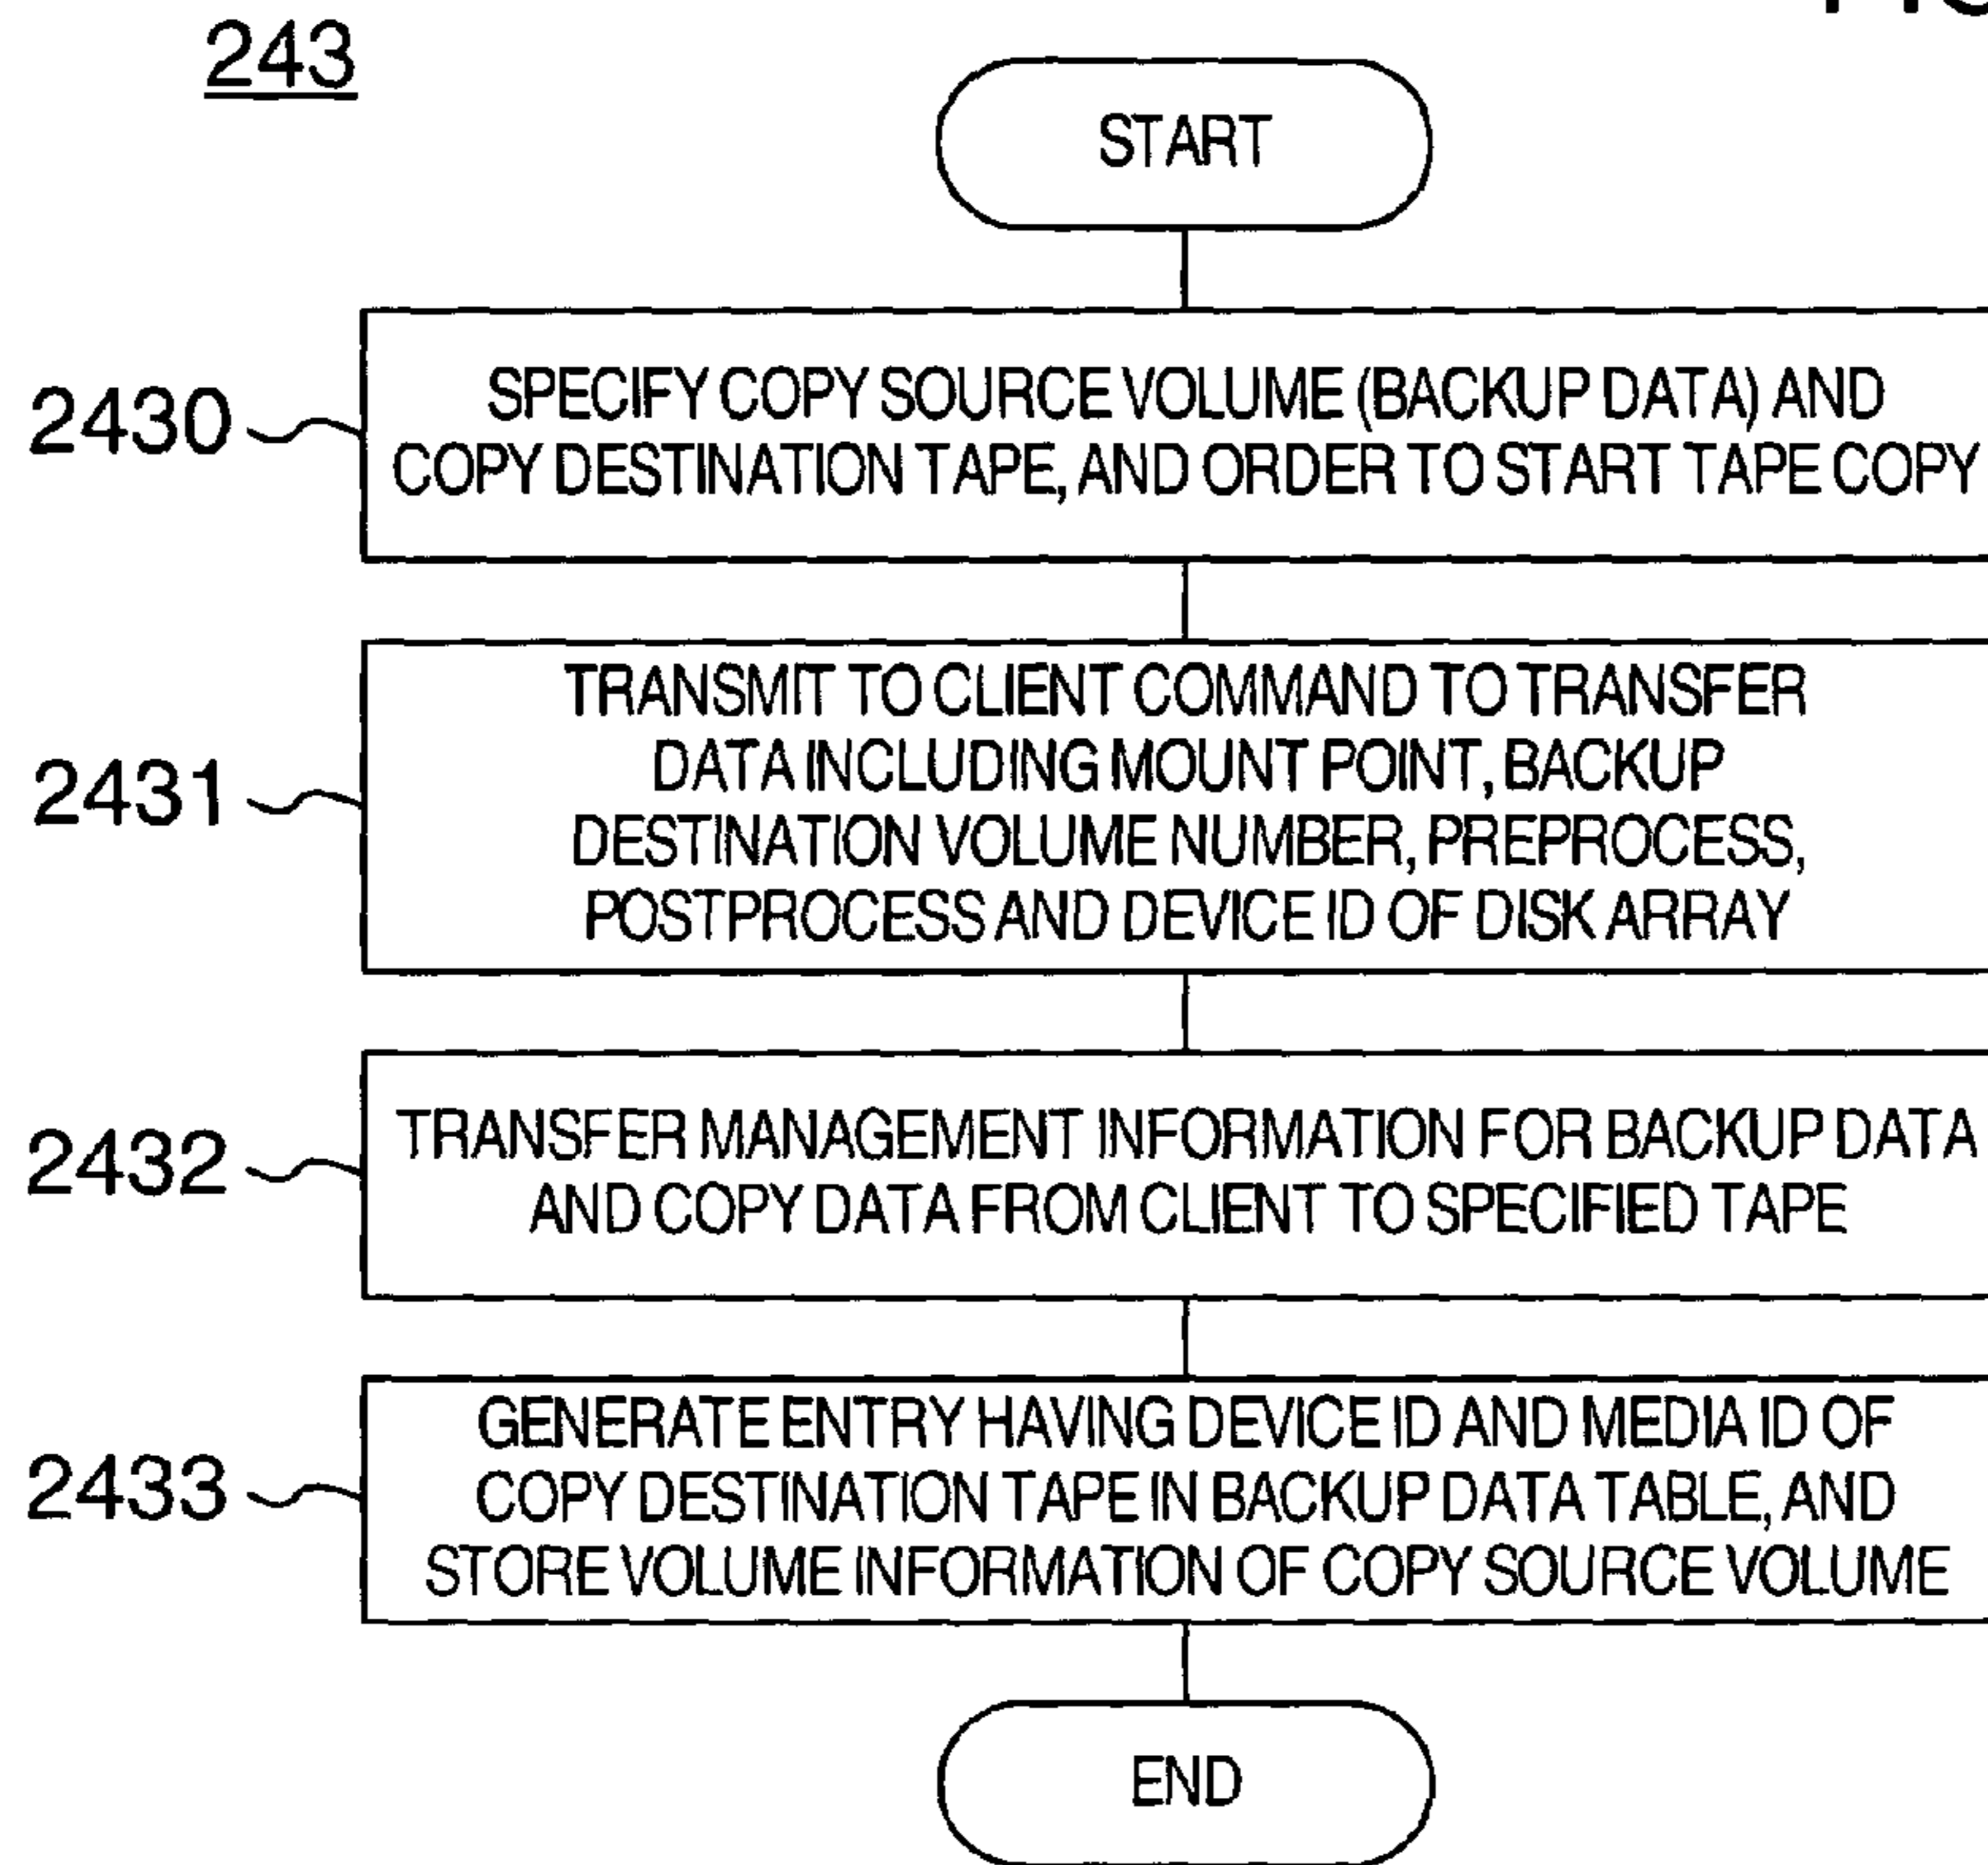 243
START
2430
SPECIFY COPY SOURCE VOLUME (BACKUP DATA) AND
COPY DESTINATION TAPE, AND ORDER TO START TAPE COPY
2431
TRANSMIT TO CLIENT COMMAND TO TRANSFER
DATA INCLUDING MOUNT POINT, BACKUP
DESTINATION VOLUME NUMBER, PREPROCESS,
POSTPROCESS AND DEVICE ID OF DISK ARRAY
2432
TRANSFER MANAGEMENT INFORMATION FOR BACKUP DATA
AND COPY DATA FROM CLIENT TO SPECIFIED TAPE
2433
GENERATE ENTRY HAVING DEVICE ID AND MEDIA ID OF
COPY DESTINATION TAPE IN BACKUP DATA TABLE, AND
STORE VOLUME INFORMATION OF COPY SOURCE VOLUME
END